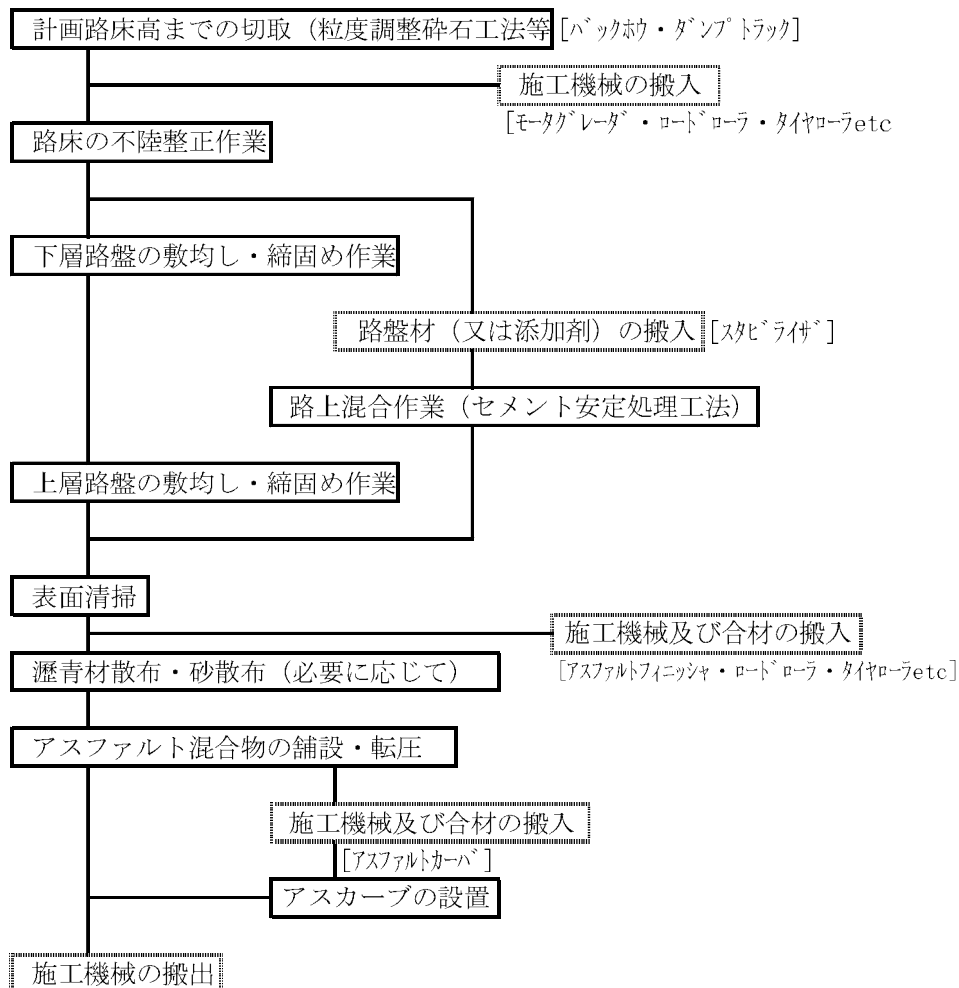 計画路床高までの切取（粒度調整砕石工法等
[ﾊﾞｯｸﾎｳ・ﾀﾞﾝﾌﾟﾄﾗｯｸ]
施工機械の搬入
[ﾓｰﾀｸﾞﾚｰﾀﾞ・ﾛｰﾄﾞﾛｰﾗ・ﾀｲﾔﾛｰﾗetc
路床の不陸整正作業
下層路盤の敷均し・締固め作業
路盤材（又は添加剤）の搬入
[ｽﾀﾋﾞﾗｲｻﾞ]
路上混合作業（セメント安定処理工法）
上層路盤の敷均し・締固め作業
表面清掃
施工機械及び合材の搬入
瀝青材散布・砂散布（必要に応じて）
[ｱｽﾌｧﾙﾄﾌｨﾆｯｼｬ・ﾛｰﾄﾞﾛｰﾗ・ﾀｲﾔﾛｰﾗetc]
アスファルト混合物の舗設・転圧
施工機械及び合材の搬入
[ｱｽﾌｧﾙﾄｶｰﾊﾞ]
アスカーブの設置
施工機械の搬出